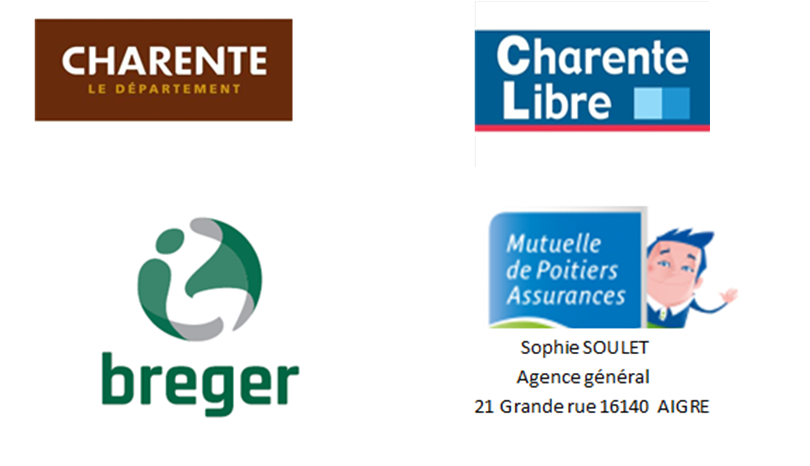 CHARENTE
LE DÉPARTEMENT
Charente
Libre
breger
Mutuelle
de Poitiers
Assurances
Sophie SOULET
Agence général
21 Grande rue 16140 AIGRE